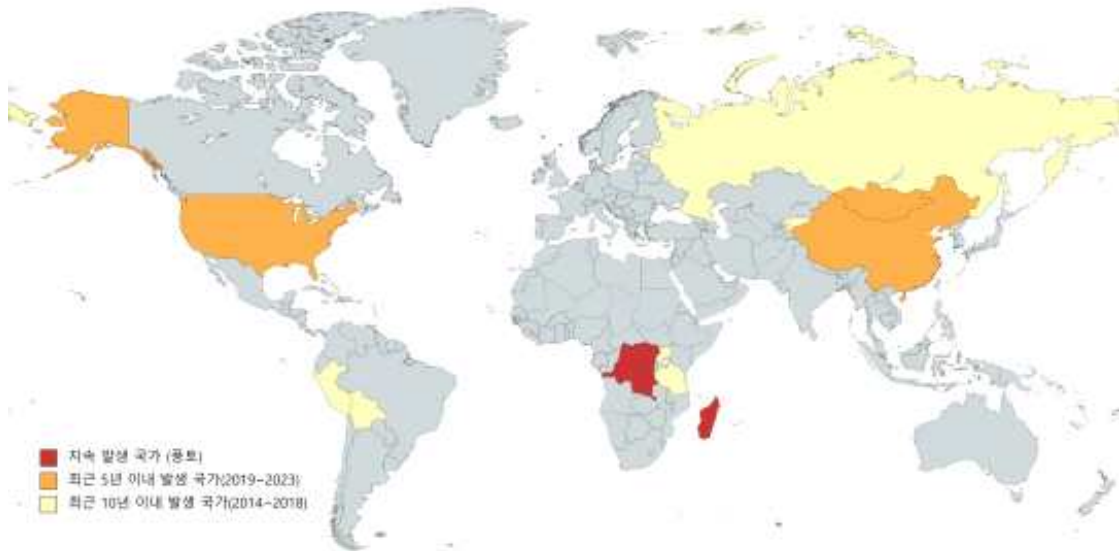 지속 발생 국가 (풍토)
최근 5년 이내 발생 국가(2019~2023)
최근 10년 이내 발생 국가(2014~2018)